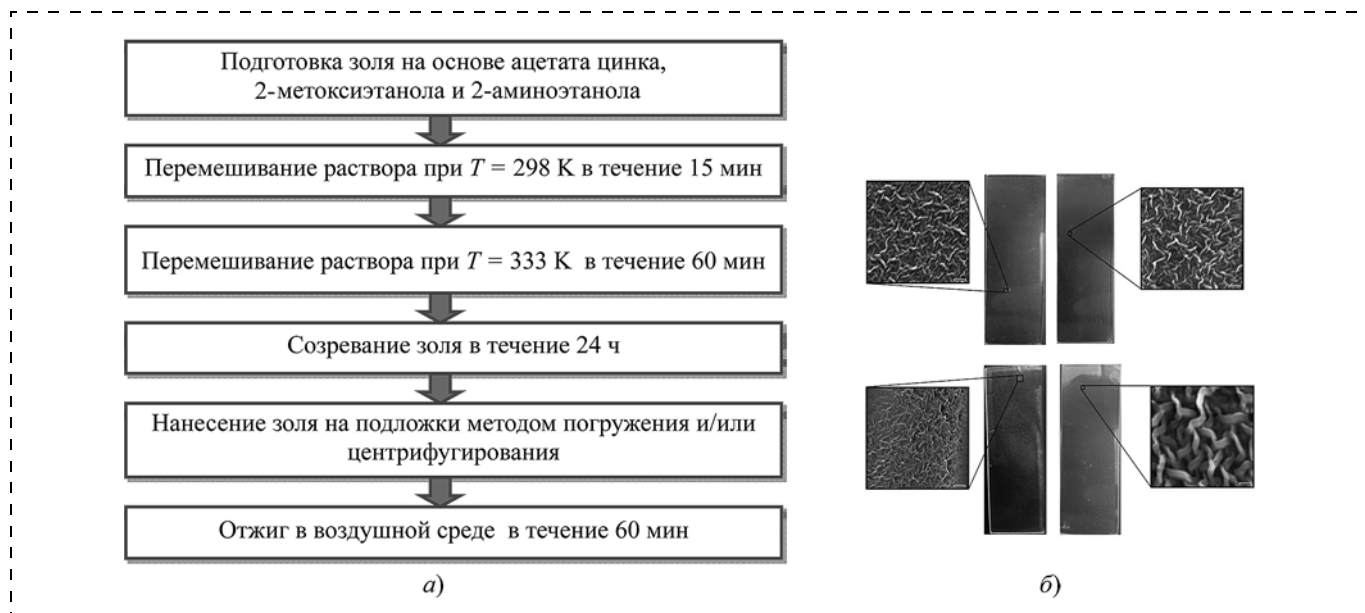 Подготовка золя на основе ацетата цинка,
2-метоксиэтанола и 2-аминоэтанола
Перемешивание раствора при T = 298 K в течение 15 мин
Перемешивание раствора при T = 333 K в течение 60 мин
Созревание золя в течение 24 ч
Нанесение золя на подложки методом погружения и/или
центрифугирования
Отжиг в воздушной среде в течение 60 мин
а)
б)